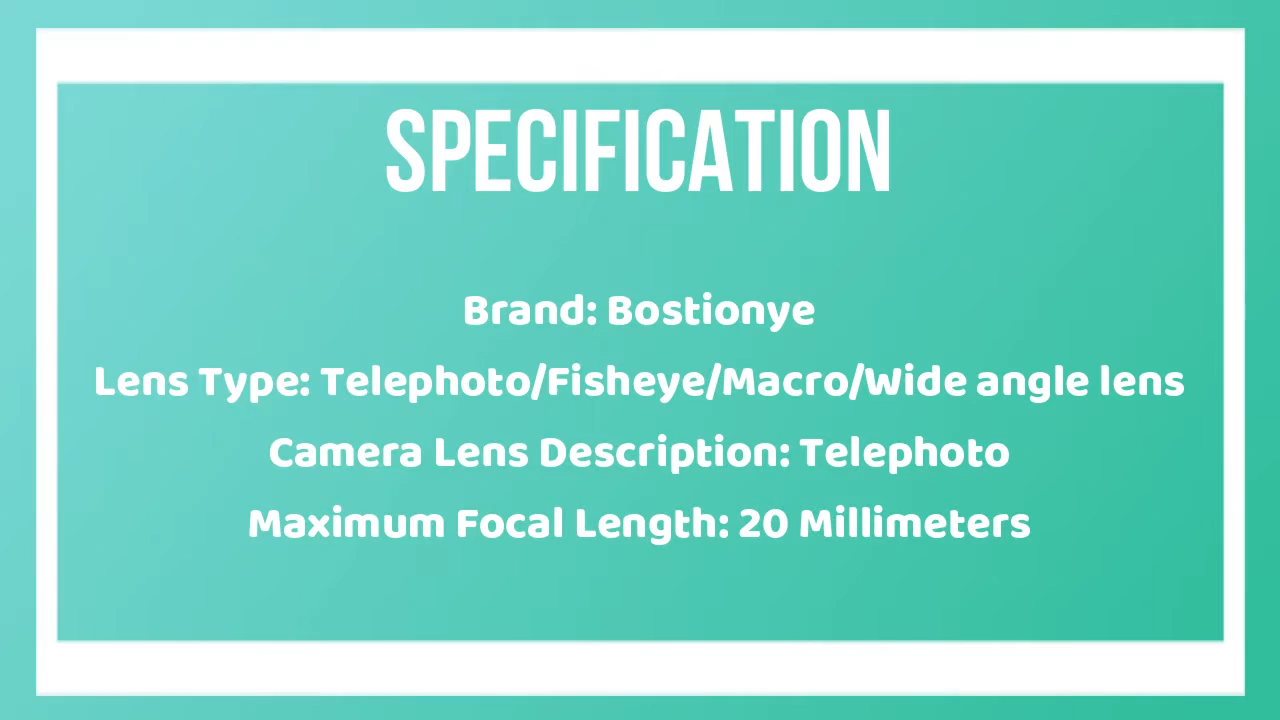 SPECIFICATION
Brand: Bostionye
Lens Type: Telephoto/Fisheye/Macro/Wide angle lens
Camera Lens Description: Telephoto
Maximum Focal Length: 20 Millimeters